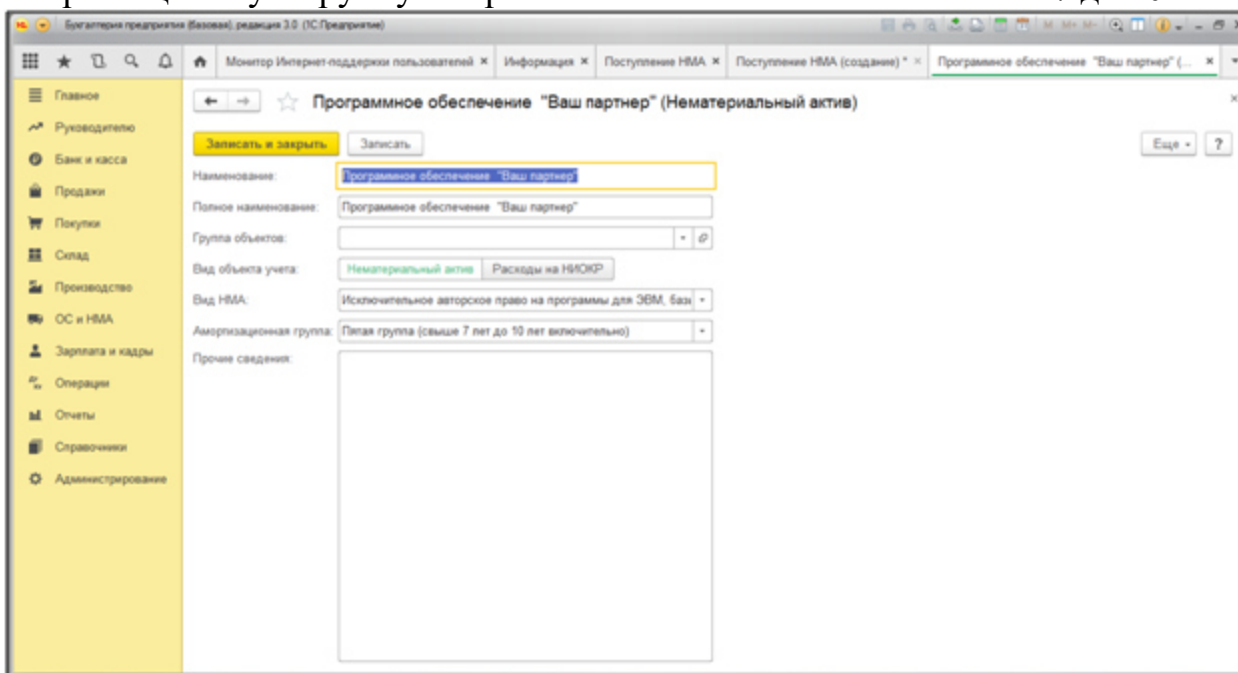 Бухгалтерия предприятия (базовая), редакция 3.0 (1С:Предприятие)
M M+ M-
Монитор Интернет-поддержки пользователей × Информация × Поступление НМА × Поступление НМА (создание) * × Программное обеспечение "Ваш партнер" (... ×
Главное
Руководителю
Банк и касса
Продажи
Покупки
Склад
Производство
ОС и НМА
Зарплата и кадры
Операции
Отчеты
Справочники
Администрирование
Программное обеспечение "Ваш партнер" (Нематериальный актив)
Записать и закрыть Записать Еще ?
Наименование: Программное обеспечение "Ваш партнер"
Полное наименование: Программное обеспечение "Ваш партнер"
Группа объектов:
Вид объекта учета: Нематериальный актив Расходы на НИОКР
Вид НМА: Исключительное авторское право на программы для ЭВМ, базы
Амортизационная группа: Пятая группа (свыше 7 лет до 10 лет включительно)
Прочие сведения: